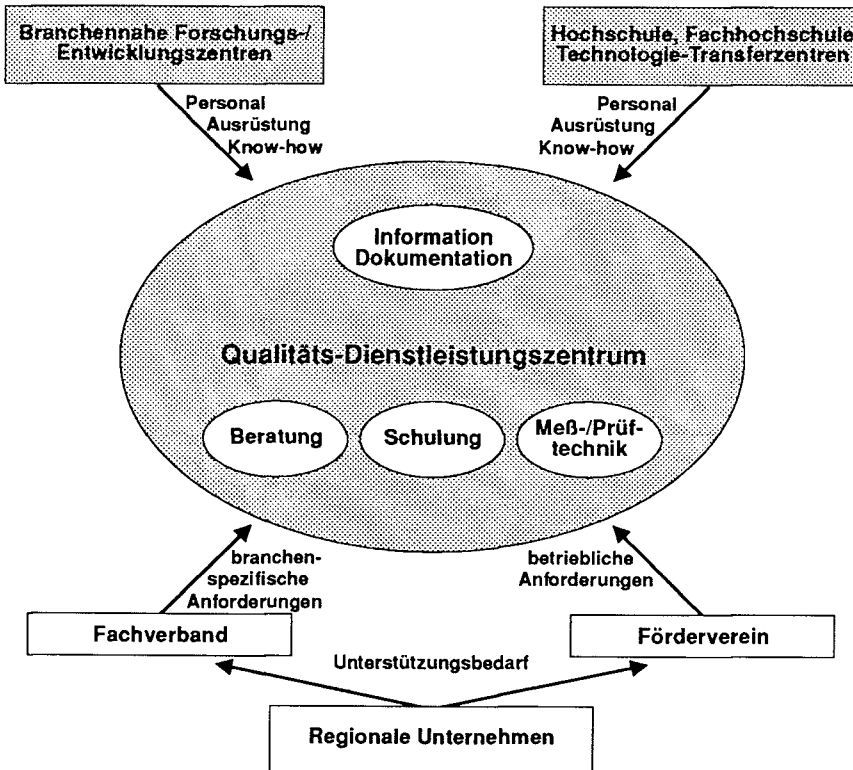 Branchennahe Forschungs-/
Entwicklungszentren
Hochschule, Fachhochschule
Technologie-Transferzentren
Personal
Ausrüstung
Know-how
Personal
Ausrüstung
Know-how
Information
Dokumentation
Qualitäts-Dienstleistungszentrum
Beratung
Schulung
Meß-/Prüf-
technik
branchen-
spezifische
Anforderungen
betriebliche
Anforderungen
Fachverband
Förderverein
Unterstützungsbedarf
Regionale Unternehmen